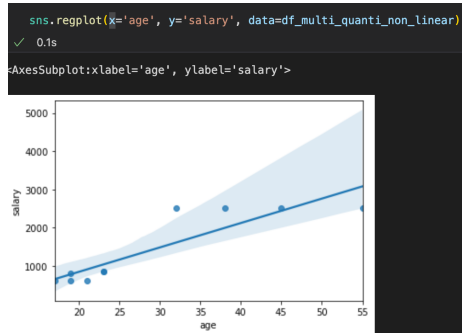 sns.regplot(x='age', y='salary', data=df_multi_quanti_non_linear)
✓ 0.1s
<AxesSubplot:xlabel='age', ylabel='salary'>
5000
4000
3000
2000
1000
salary
20 25 30 35 40 45 50 55
age